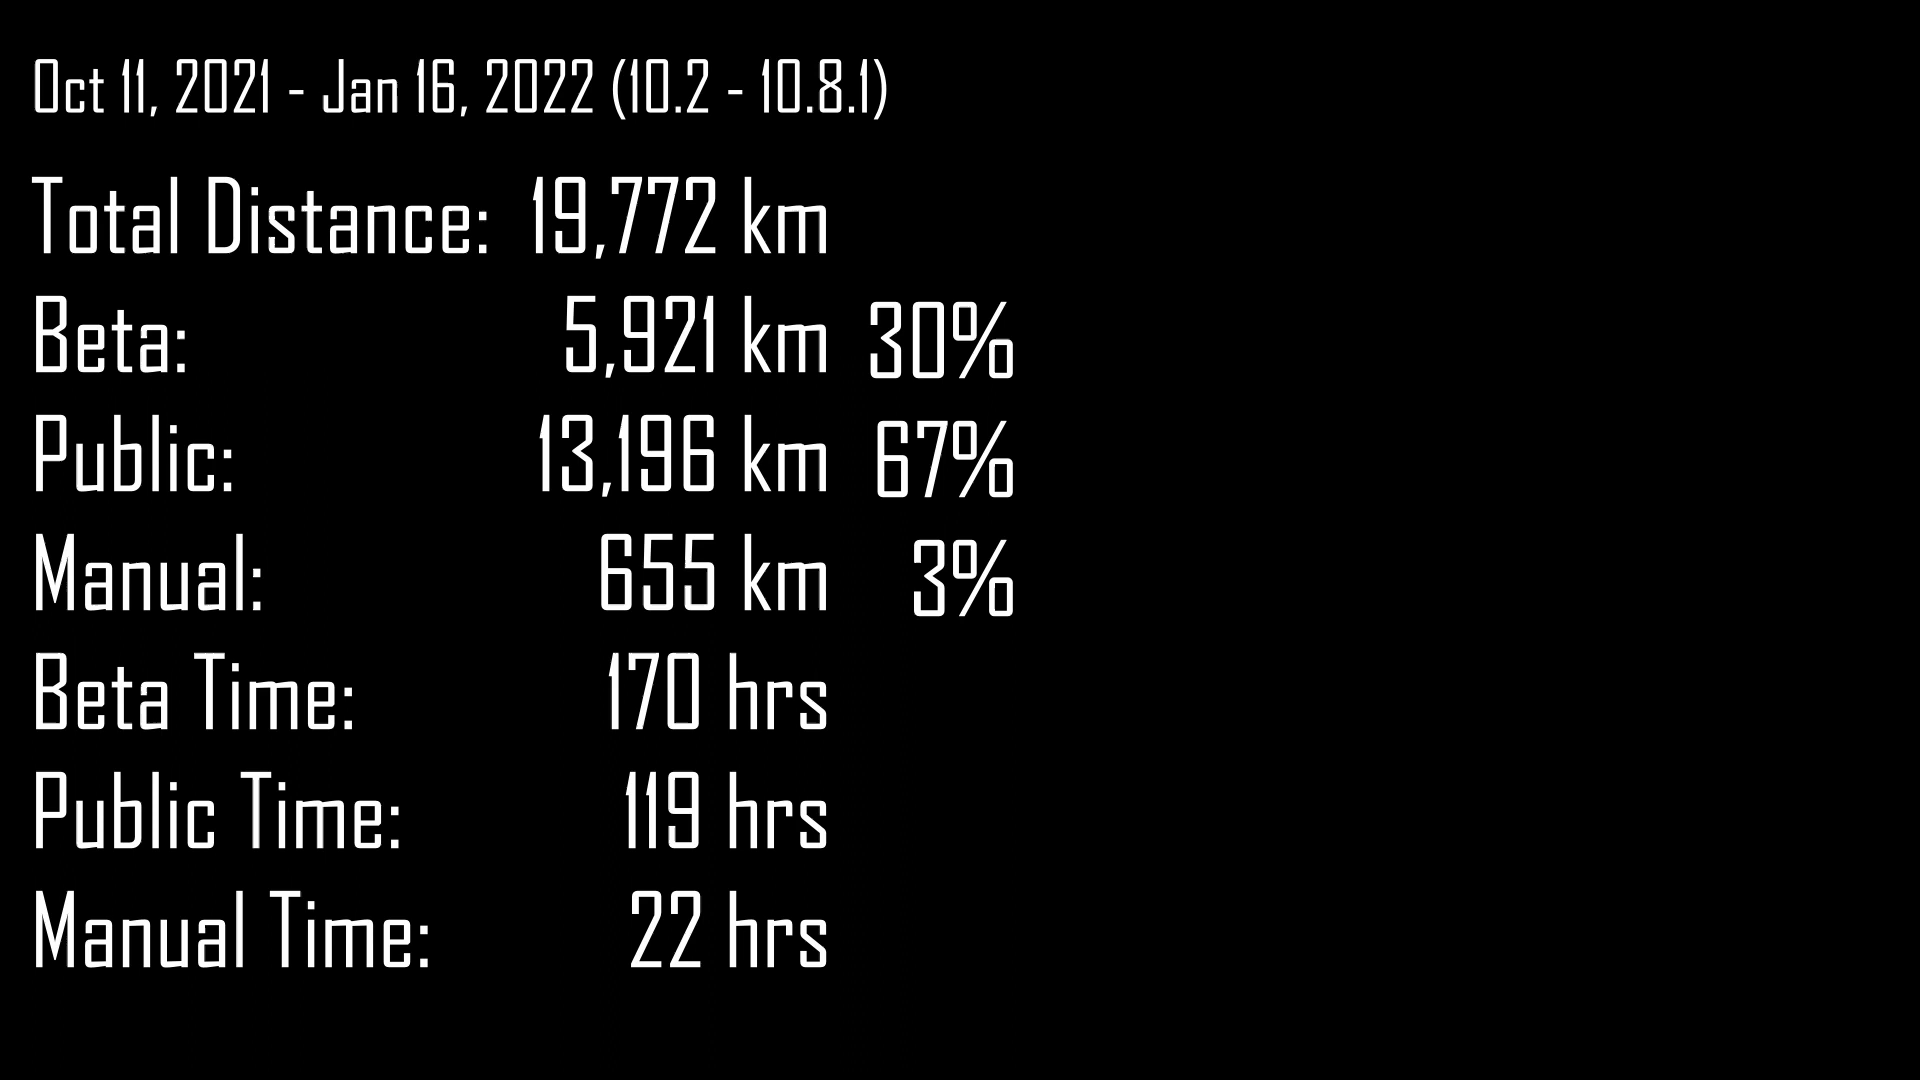 Oct 11, 2021 - Jan 16, 2022 (10.2 - 10.8.1)
Total Distance: 19,772 km
Beta: 5,921 km 30%
Public: 13,196 km 67%
Manual: 655 km 3%
Beta Time: 170 hrs
Public Time: 119 hrs
Manual Time: 22 hrs